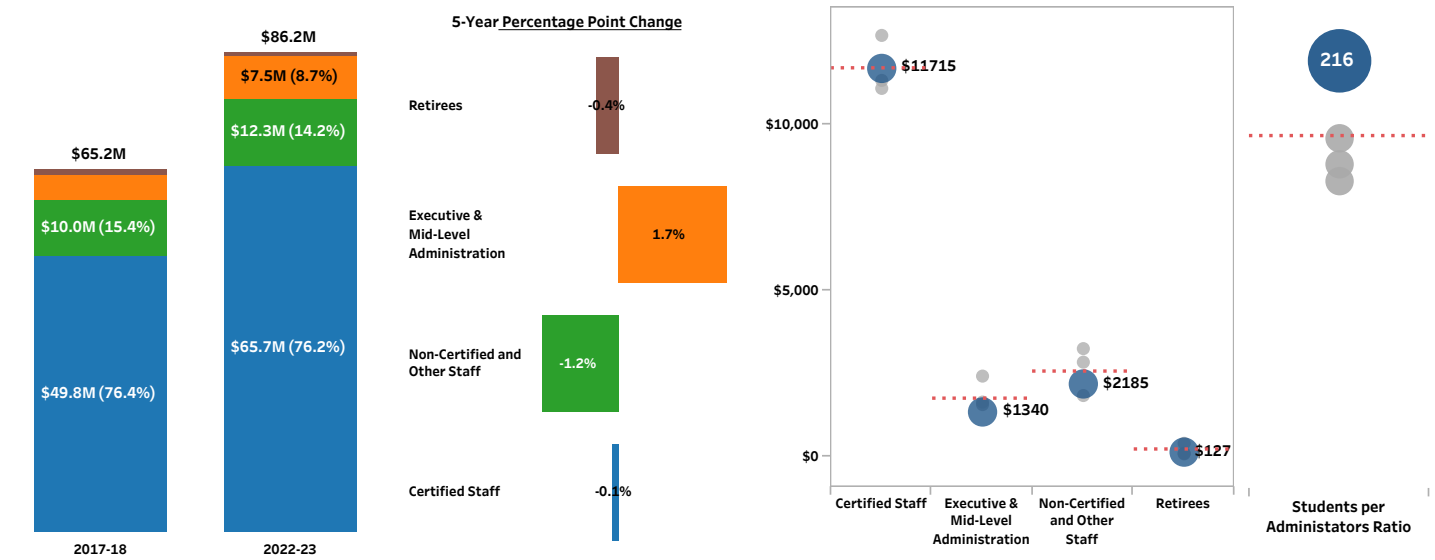 $65.2M
$10.0M (15.4%)
$49.8M (76.4%)
2017-18
$86.2M
$7.5M (8.7%)
$12.3M (14.2%)
$65.7M (76.2%)
2022-23
5-Year Percentage Point Change
Retirees
-0.4%
Executive &
Mid-Level
Administration
1.7%
Non-Certified and
Other Staff
-1.2%
Certified Staff
-0.1%
$10,000
$5,000
$0
$11715
$1340
$2185
$127
Certified Staff
Executive &
Mid-Level
Administration
Non-Certified
and Other
Staff
Retirees
216
Students per
Administators Ratio